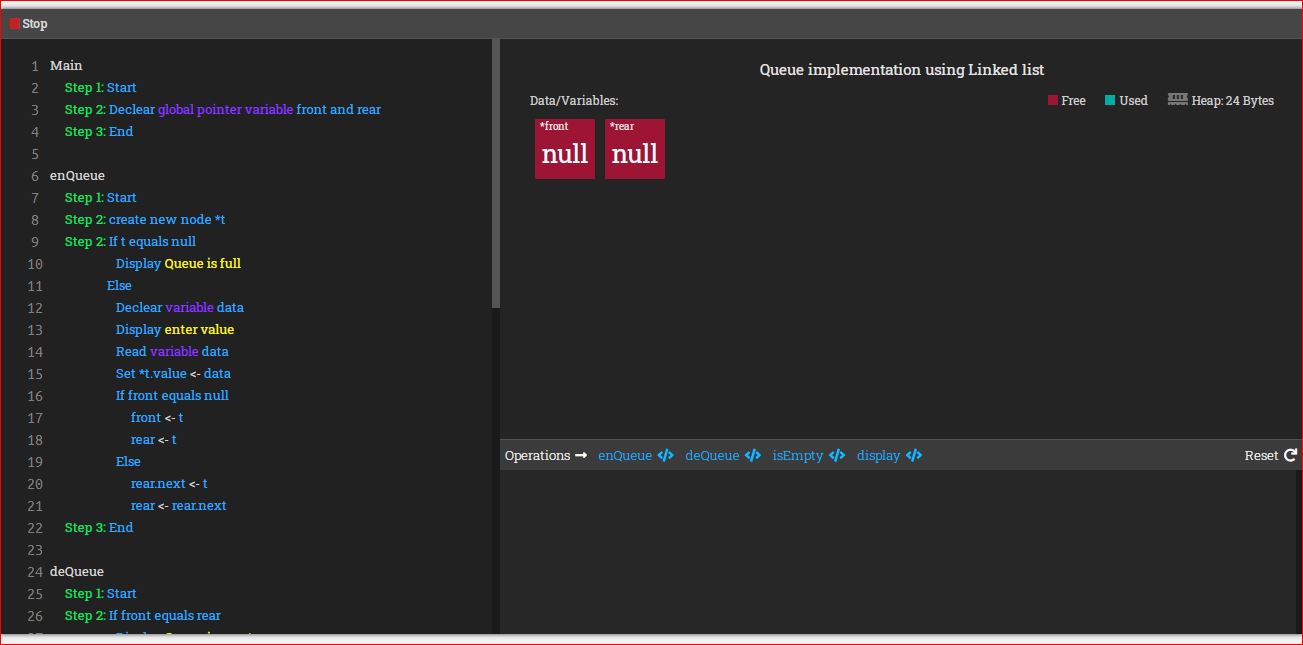 Stop
1 Main
2 Step 1: Start
3 Step 2: Declear global pointer variable front and rear
4 Step 3: End
5
6 enQueue
7 Step 1: Start
8 Step 2: create new node *t
9 Step 2: If t equals null
10 Display Queue is full
11 Else
12 Declear variable data
13 Display enter value
14 Read variable data
15 Set *t.value <- data
16 If front equals null
17 front <- t
18 rear <- t
19 Else
20 rear.next <- t
21 rear <- rear.next
22 Step 3: End
23
24 deQueue
25 Step 1: Start
26 Step 2: If front equals rear
Queue implementation using Linked list
Data/Variables:
Free Used Heap: 24 Bytes
*front *rear
null null
Operations enQueue </> deQueue </> isEmpty </> display </> Reset